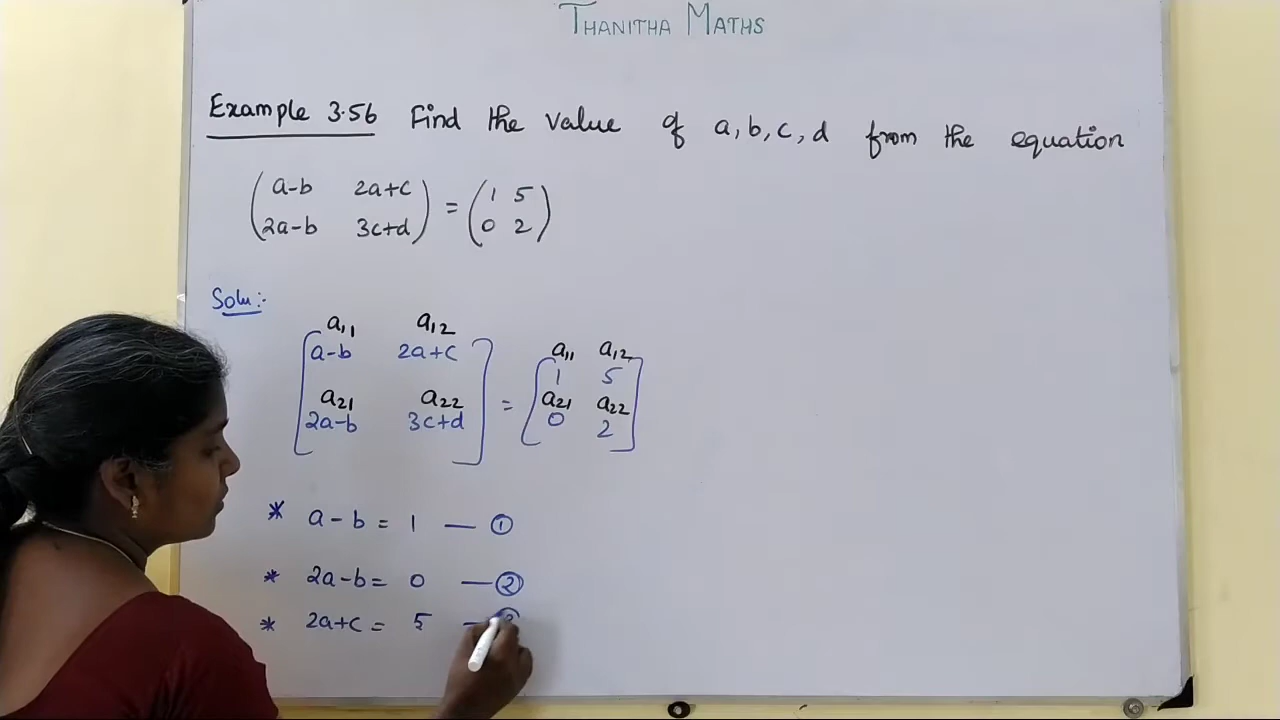 THANITHA MATHS
Example 3.56 Find the value of a, b, c, d from the equation
(a-b 2a+c
2a-b 3c+d) = (1 5
0 2)
Solu:-
a11 a12 a11 a12
[a-b 2a+c] = [1 5]
a21 a22 a21 a22
[2a-b 3c+d] [0 2]
* a-b = 1 — ①
* 2a-b = 0 — ②
* 2a+c = 5 —